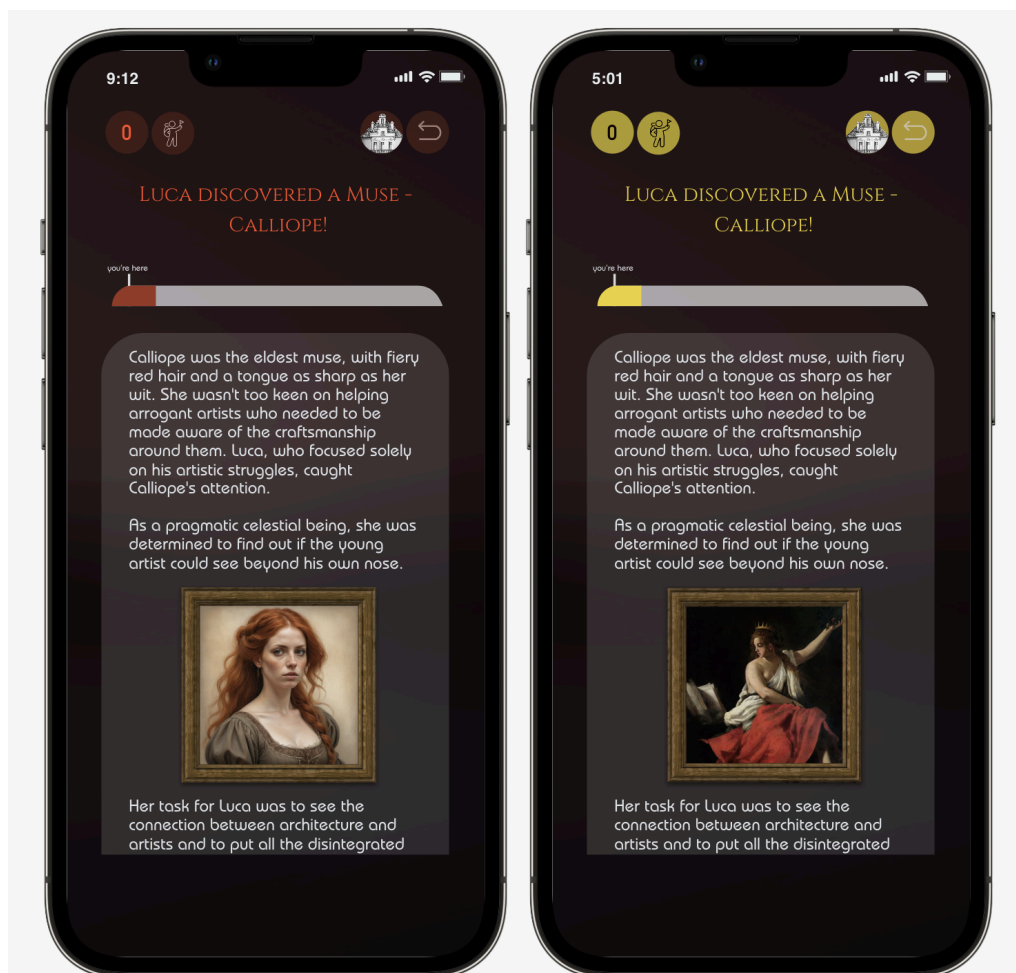 9:12
0
Luca discovered a Muse -
Calliope!
you're here
Calliope was the eldest muse, with fiery
red hair and a tongue as sharp as her
wit. She wasn't too keen on helping
arrogant artists who needed to be
made aware of the craftsmanship
around them. Luca, who focused solely
on his artistic struggles, caught
Calliope's attention.
As a pragmatic celestial being, she was
determined to find out if the young
artist could see beyond his own nose.
Her task for Luca was to see the
connection between architecture and
artists and to put all the disintegrated
5:01
0
Luca discovered a Muse -
Calliope!
you're here
Calliope was the eldest muse, with fiery
red hair and a tongue as sharp as her
wit. She wasn't too keen on helping
arrogant artists who needed to be
made aware of the craftsmanship
around them. Luca, who focused solely
on his artistic struggles, caught
Calliope's attention.
As a pragmatic celestial being, she was
determined to find out if the young
artist could see beyond his own nose.
Her task for Luca was to see the
connection between architecture and
artists and to put all the disintegrated